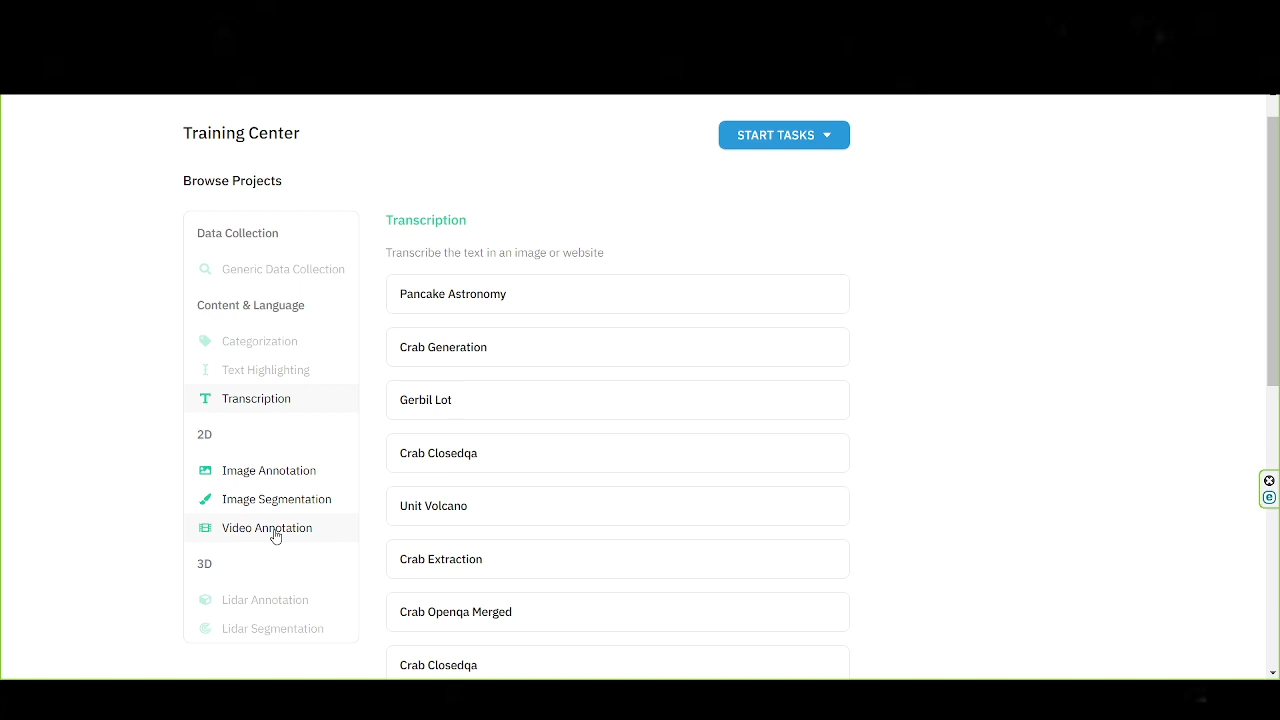 Training Center
START TASKS
Browse Projects
Data Collection
Generic Data Collection
Content & Language
Categorization
Text Highlighting
Transcription
2D
Image Annotation
Image Segmentation
Video Annotation
3D
Lidar Annotation
Lidar Segmentation
Transcription
Transcribe the text in an image or website
Pancake Astronomy
Crab Generation
Gerbil Lot
Crab Closedqa
Unit Volcano
Crab Extraction
Crab Openqa Merged
Crab Closedqa